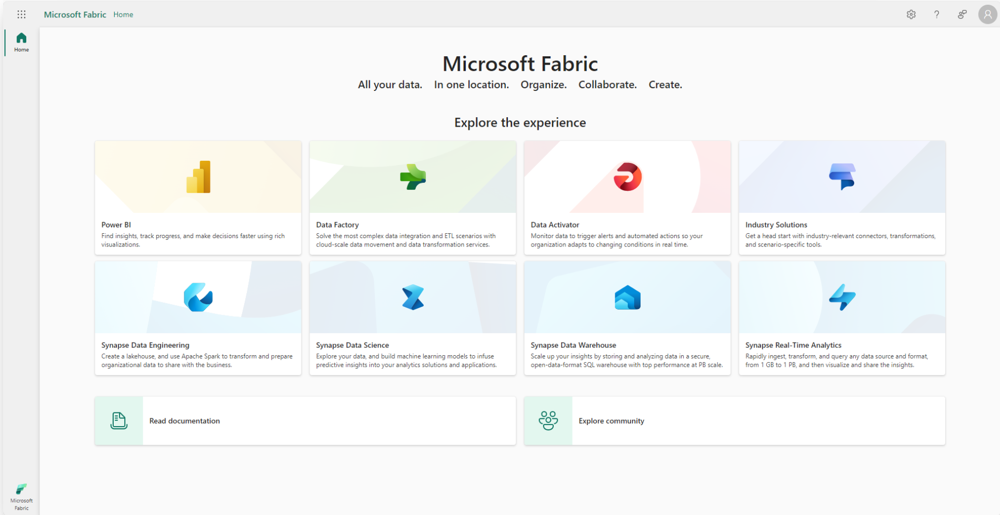 Microsoft Fabric Home
Home
Microsoft Fabric
All your data. In one location. Organize. Collaborate. Create.
Explore the experience
Power BI
Find insights, track progress, and make decisions faster using rich
visualizations.
Data Factory
Solve the most complex data integration and ETL scenarios with
cloud-scale data movement and data transformation services.
Data Activator
Monitor data to trigger alerts and automated actions so your
organization adapts to changing conditions in real time.
Industry Solutions
Get a head start with industry-relevant connectors, transformations,
and scenario-specific tools.
Synapse Data Engineering
Create a lakehouse, and use Apache Spark to transform and prepare
organizational data to share with the business.
Synapse Data Science
Explore your data, and build machine learning models to infuse
predictive insights into your analytics solutions and applications.
Synapse Data Warehouse
Scale up your insights by storing and analyzing data in a secure,
open-data-format SQL warehouse with top performance at PB scale.
Synapse Real-Time Analytics
Rapidly ingest, transform, and query any data source and format,
from 1 GB to 1 PB, and then visualize and share the insights.
Read documentation
Explore community
Microsoft
Fabric